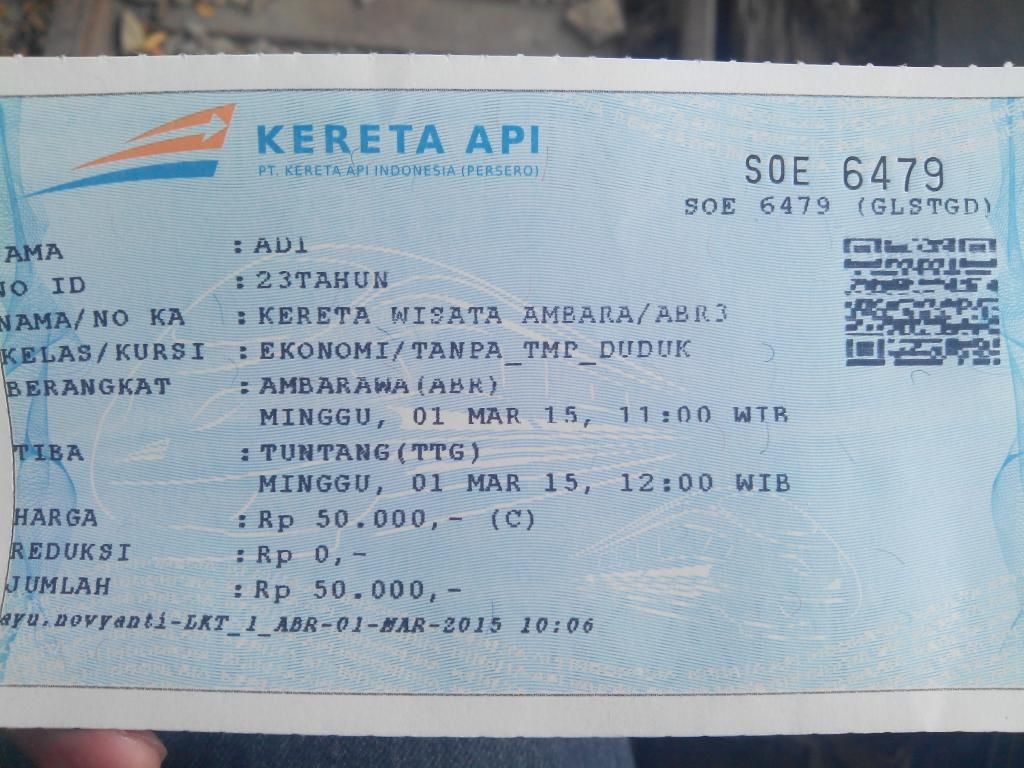 KERETA API
PT. KERETA API INDONESIA (PERSERO)
SOE 6479
SOE 6479 (GLSTGD)
AMA : ADI
NO ID : 23TAHUN
NAMA/NO KA : KERETA WISATA AMBARA/ABR3
KELAS/KURSI : EKONOMI/TANPA_TMP_DUDUK
BERANGKAT : AMBARAWA(ABR)
MINGGU, 01 MAR 15, 11:00 WIB
TIBA : TUNTANG(TTG)
MINGGU, 01 MAR 15, 12:00 WIB
HARGA : Rp 50.000,- (C)
REDUKSI : Rp 0,-
JUMLAH : Rp 50.000,-
ayu.novyanti-LKT_1_ABR-01-MAR-2015 10:06